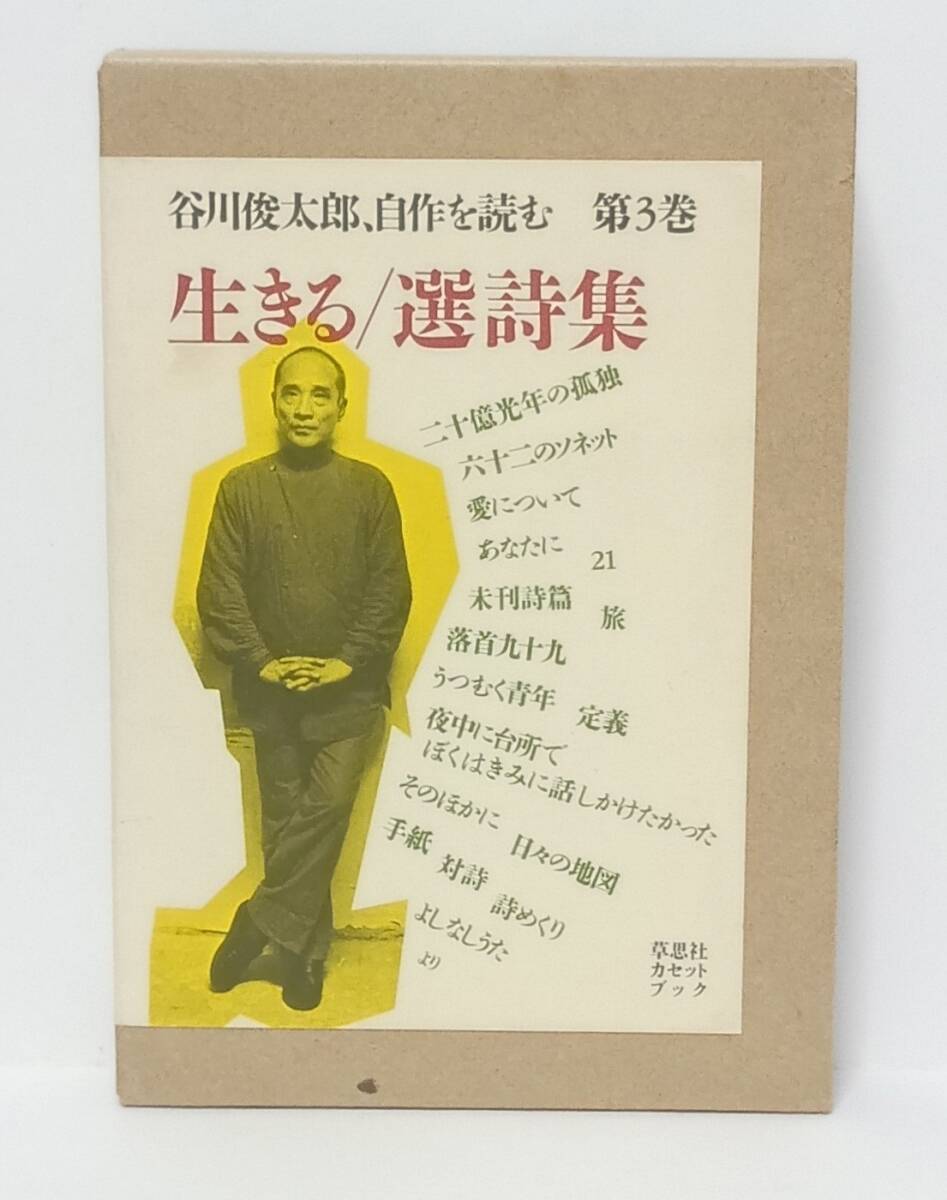 谷川俊太郎、自作を読む　第3巻
生きる/選詩集
二十億光年の孤独
六十二のソネット
愛について
あなたに
21
未刊詩篇
旅
落首九十九
うつむく青年
定義
夜中に台所で
ぼくはきみに話しかけたかった
そのほかに
日々の地図
手紙
対詩
詩めくり
よしなしうた
より
草思社
カセット
ブック